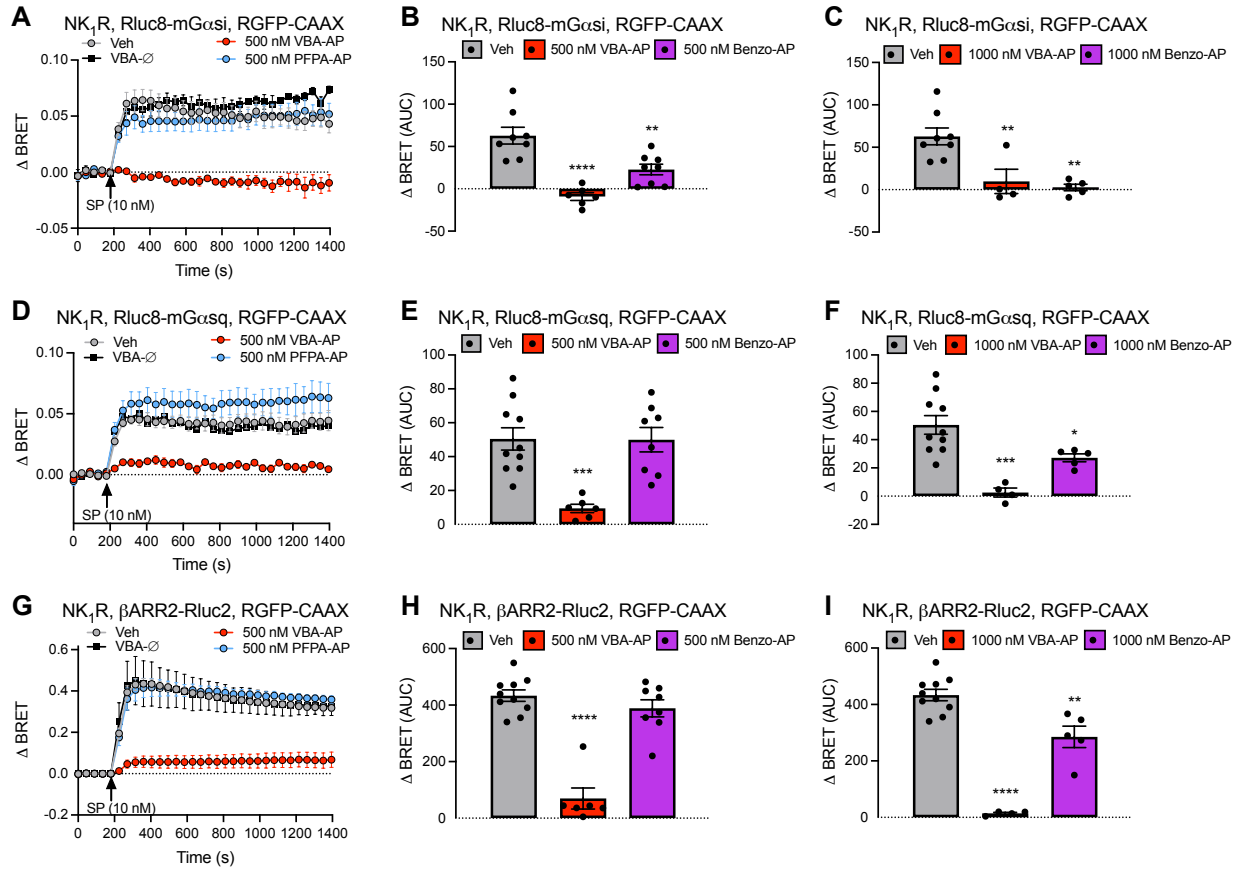 A
NK₁R, Rluc8-mGαsi, RGFP-CAAX
Veh
VBA-∅
500 nM VBA-AP
500 nM PFPA-AP
0.10
0.05
0.00
-0.05
Δ BRET
SP (10 nM)
0 200 400 600 800 1000 1200 1400
Time (s)
B
NK₁R, Rluc8-mGαsi, RGFP-CAAX
Veh 500 nM VBA-AP 500 nM Benzo-AP
150
100
50
0
-50
Δ BRET (AUC)
****
**
C
NK₁R, Rluc8-mGαsi, RGFP-CAAX
Veh 1000 nM VBA-AP 1000 nM Benzo-AP
150
100
50
0
-50
Δ BRET (AUC)
**
**
D
NK₁R, Rluc8-mGαsq, RGFP-CAAX
Veh
VBA-∅
500 nM VBA-AP
500 nM PFPA-AP
0.10
0.05
0.00
Δ BRET
SP (10 nM)
0 200 400 600 800 1000 1200 1400
Time (s)
E
NK₁R, Rluc8-mGαsq, RGFP-CAAX
Veh 500 nM VBA-AP 500 nM Benzo-AP
100
80
60
40
20
0
Δ BRET (AUC)
***
F
NK₁R, Rluc8-mGαsq, RGFP-CAAX
Veh 1000 nM VBA-AP 1000 nM Benzo-AP
100
80
60
40
20
0
-20
Δ BRET (AUC)
***
*
G
NK₁R, βARR2-Rluc2, RGFP-CAAX
Veh
VBA-∅
500 nM VBA-AP
500 nM PFPA-AP
0.6
0.4
0.2
0.0
-0.2
Δ BRET
SP (10 nM)
0 200 400 600 800 1000 1200 1400
Time (s)
H
NK₁R, βARR2-Rluc2, RGFP-CAAX
Veh 500 nM VBA-AP 500 nM Benzo-AP
600
400
200
0
Δ BRET (AUC)
****
I
NK₁R, βARR2-Rluc2, RGFP-CAAX
Veh 1000 nM VBA-AP 1000 nM Benzo-AP
600
400
200
0
Δ BRET (AUC)
****
**